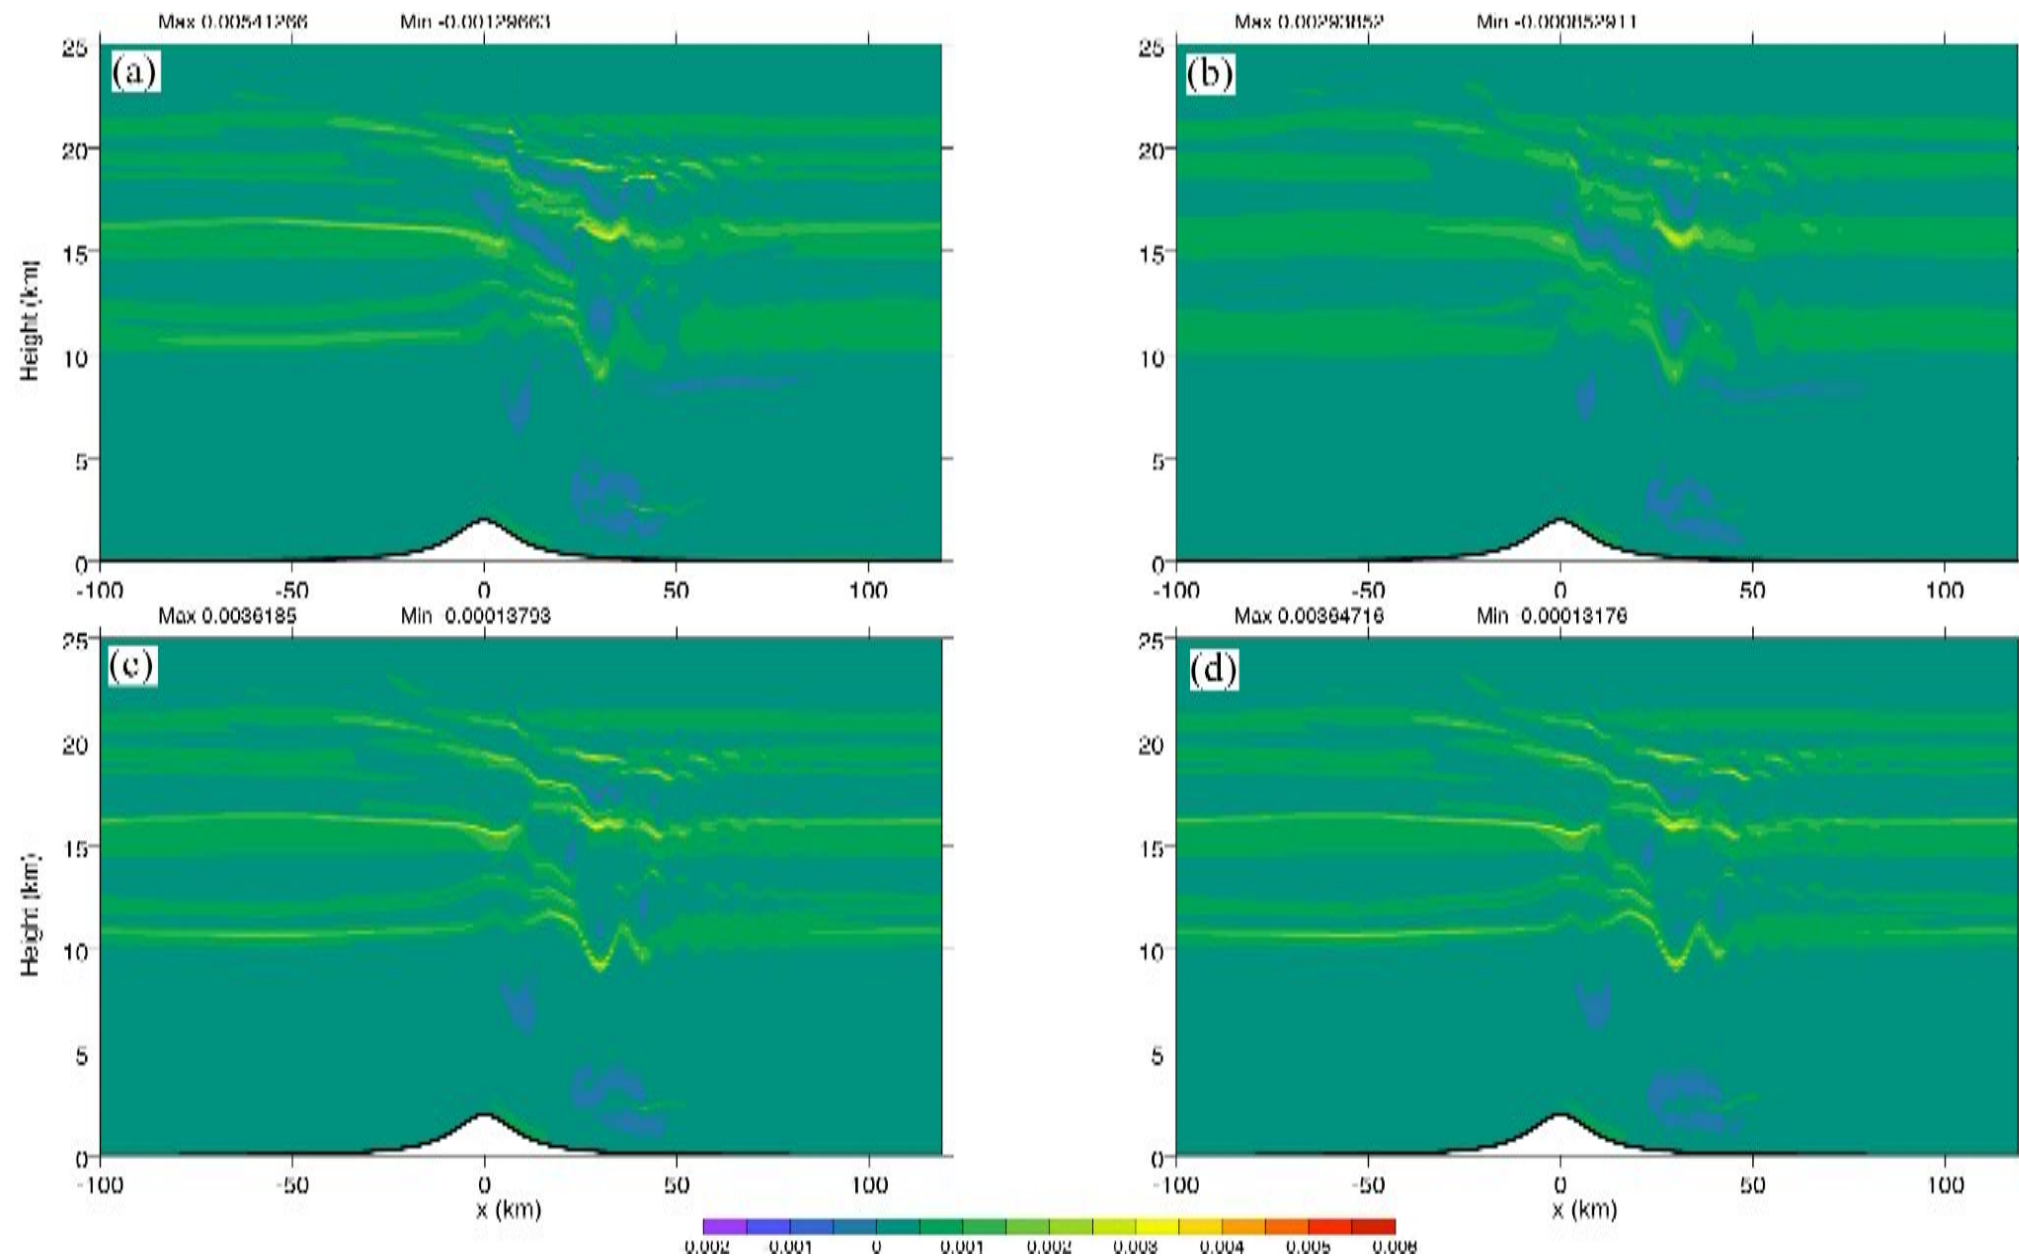 Max 0.00541266 Min -0.00129663
Max 0.00293852 Min -0.000852911
(a)
(b)
25
20
15
10
5
0
Height (km)
25
20
15
10
5
0
-100 -50 0 50 100
-100 -50 0 50 100
Max 0.0036185 Min 0.00013793
Max 0.00364716 Min 0.00013176
(c)
(d)
25
20
15
10
5
0
Height (km)
25
20
15
10
5
0
-100 -50 0 50 100
x (km)
-100 -50 0 50 100
x (km)
0.002 0.001 0 0.001 0.002 0.003 0.004 0.005 0.006